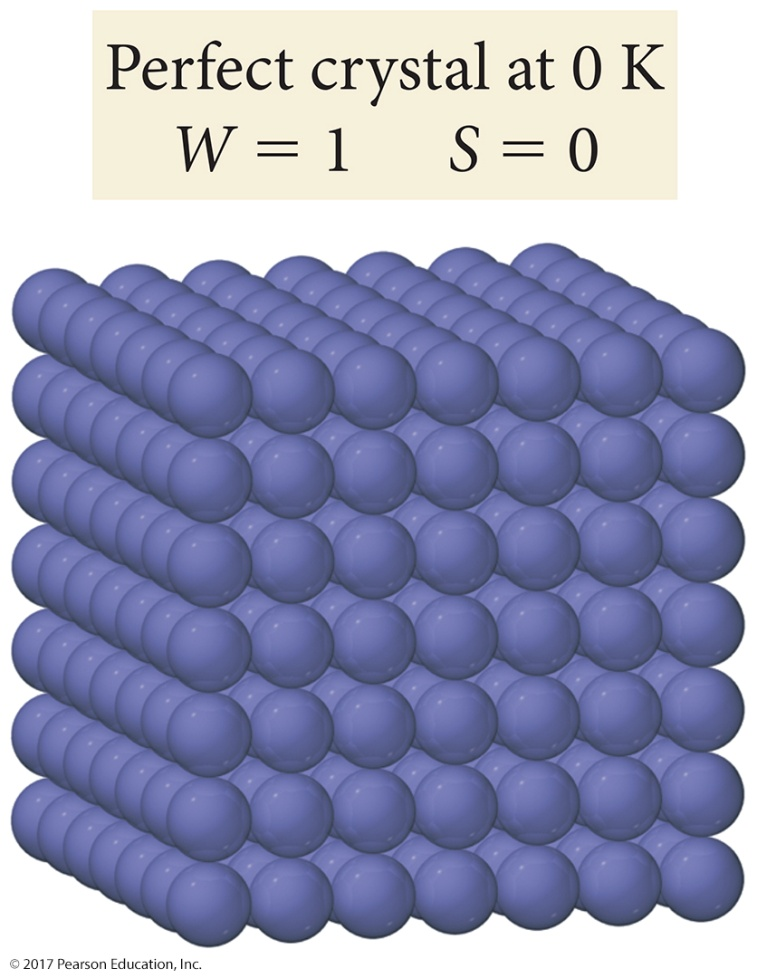 Perfect crystal at 0 K
W = 1 S = 0
© 2017 Pearson Education, Inc.